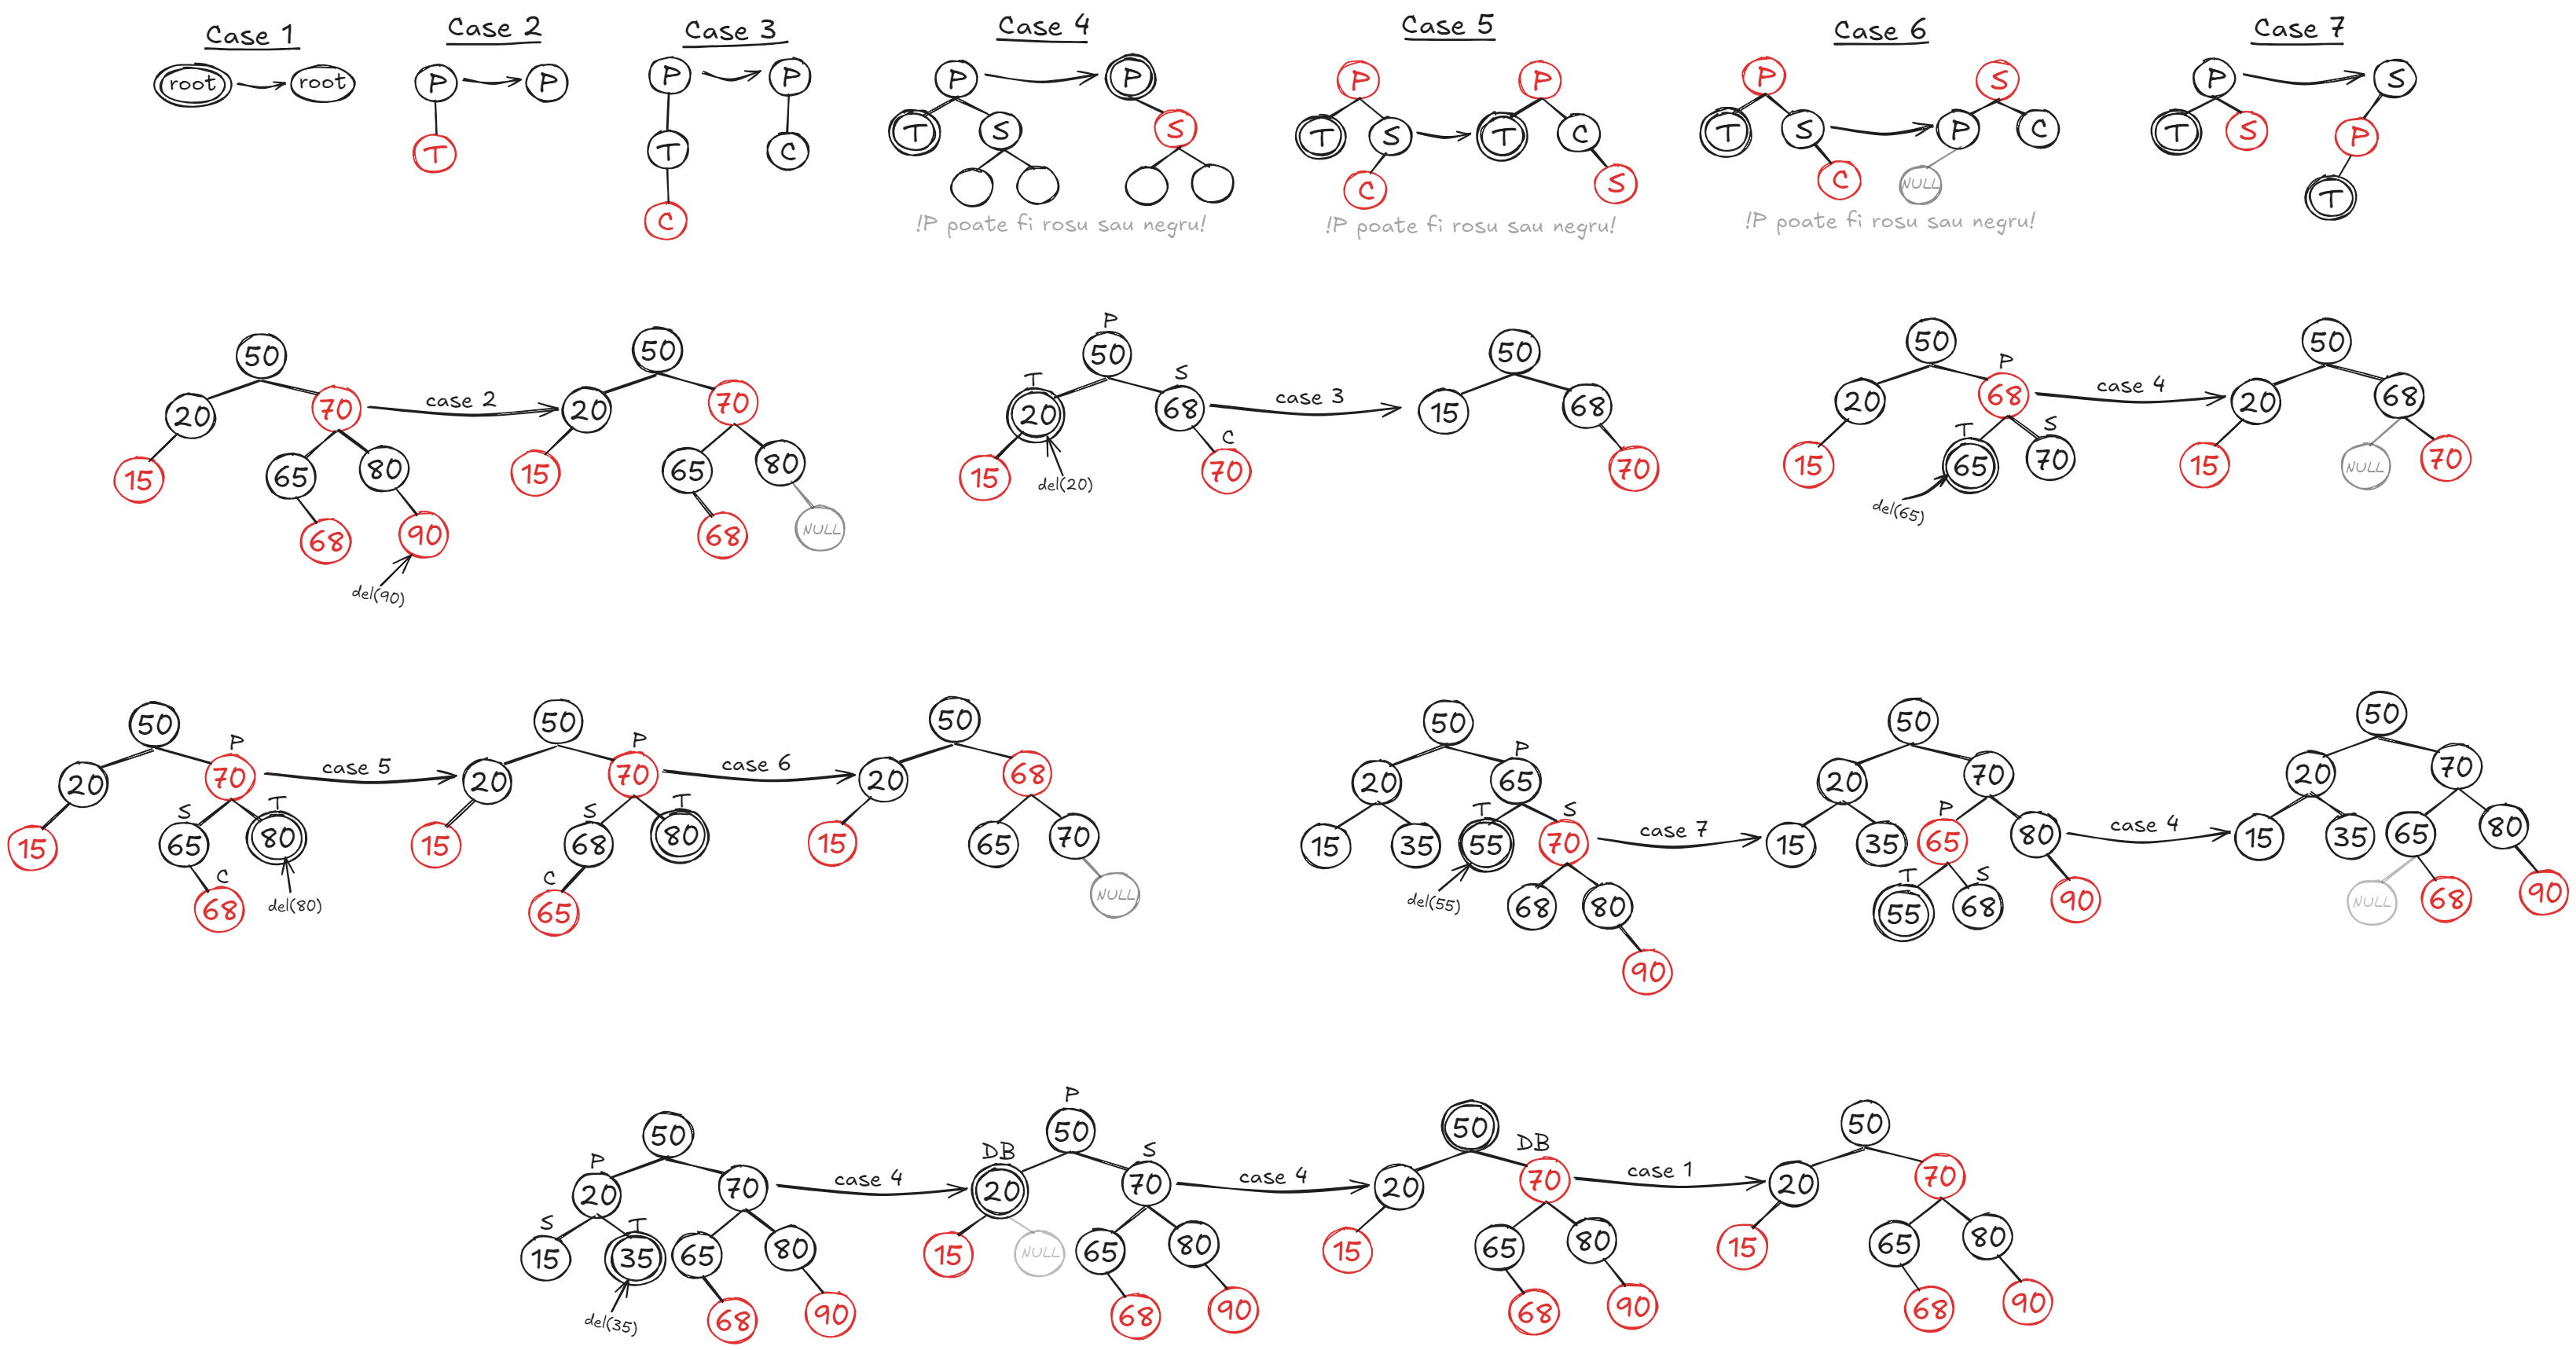 Case 1
Case 2
Case 3
Case 4
Case 5
Case 6
Case 7
root root
P P
T
P P
T C
C
P P
T S S
!P poate fi rosu sau negru!
P P
T S T C
C S
!P poate fi rosu sau negru!
P S
T S P C
C NULL
!P poate fi rosu sau negru!
P S
T S P
T
50
20 70
15 65 80
68 90
del(90)
case 2
50
20 70
15 65 80
68 NULL
P
50
T S
20 68
C
15 70
del(20)
case 3
50
15 68
70
50
P
20 68
T S
15 65 70
del(65)
case 4
50
20 68
15 NULL 70
50
P
20 70
S T
15 65 80
C
68
del(80)
case 5
50
P
20 70
S T
15 68 80
C
65
case 6
50
20 68
15 65 70
NULL
50
P
20 65
T S
15 35 55 70
del(55)
68 80
90
case 7
50
20 70
P
15 35 65 80
T S
55 68 90
case 4
50
20 70
15 35 65 80
NULL 68 90
50
P
20 70
S T
15 35 65 80
del(35)
68 90
case 4
P
50
DB S
20 70
15 NULL 65 80
68 90
case 4
50
DB
20 70
15 65 80
68 90
case 1
50
20 70
15 65 80
68 90